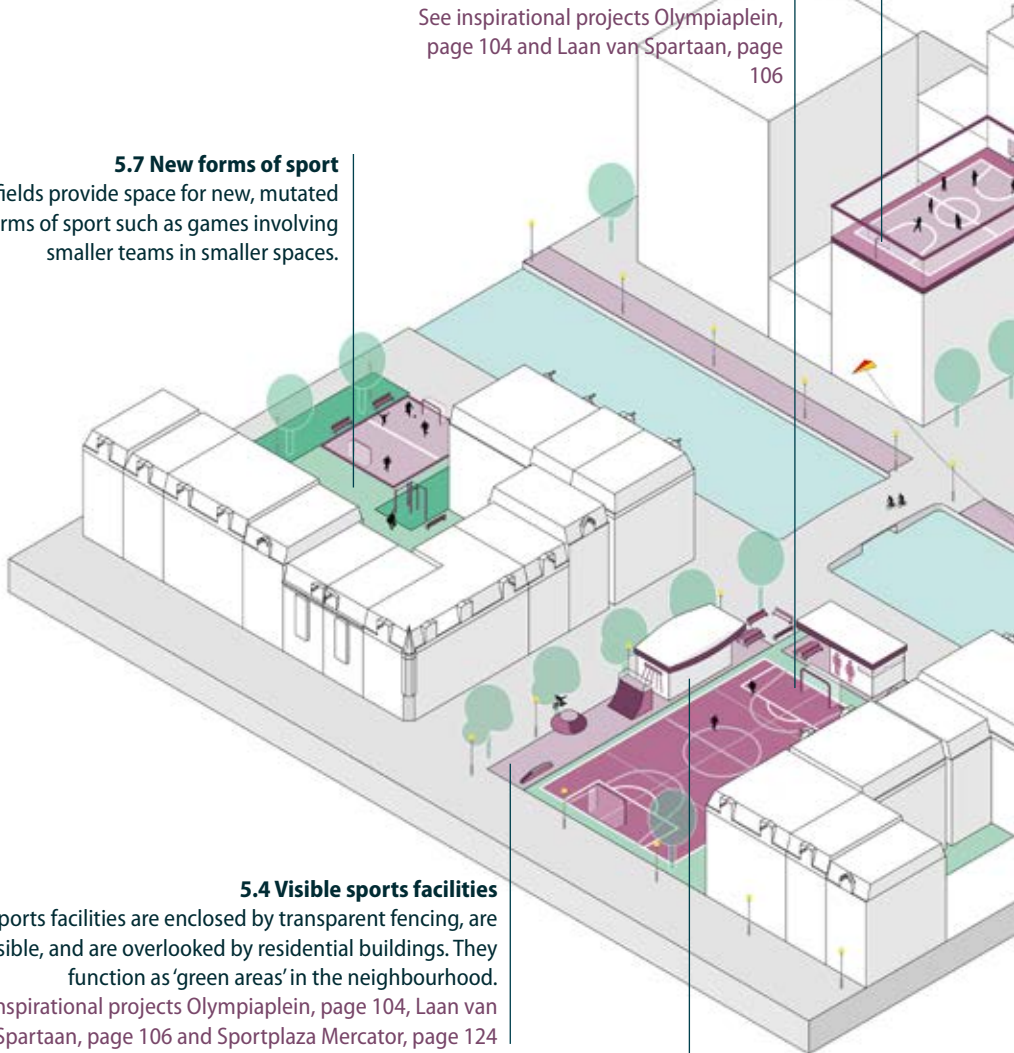 See inspirational projects Olympiaplein,
page 104 and Laan van Spartaan, page
106
5.7 New forms of sport
fields provide space for new, mutated
rms of sport such as games involving
smaller teams in smaller spaces.
5.4 Visible sports facilities
ports facilities are enclosed by transparent fencing, are
sible, and are overlooked by residential buildings. They
function as ‘green areas’ in the neighbourhood.
nspirational projects Olympiaplein, page 104, Laan van
Spartaan, page 106 and Sportplaza Mercator, page 124